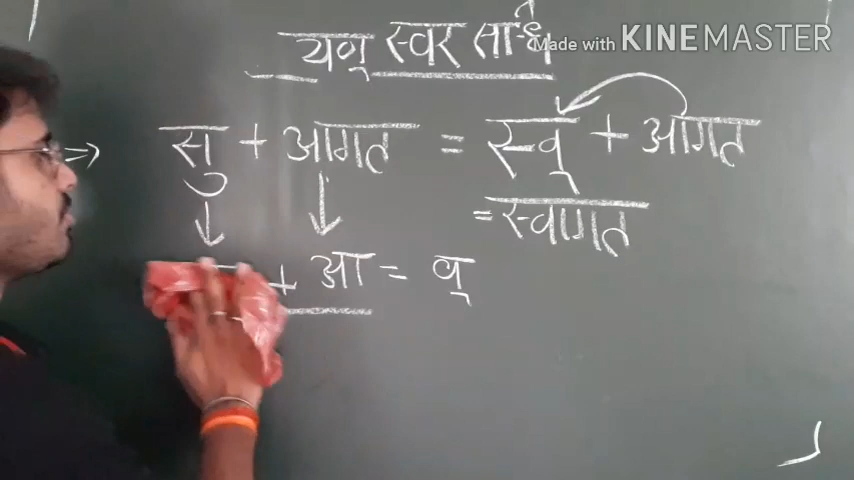 यण् स्वर सन्धि
Made with KINEMASTER
सु + आगत = स्व् + आगत
= स्वागत
+ आ = व्